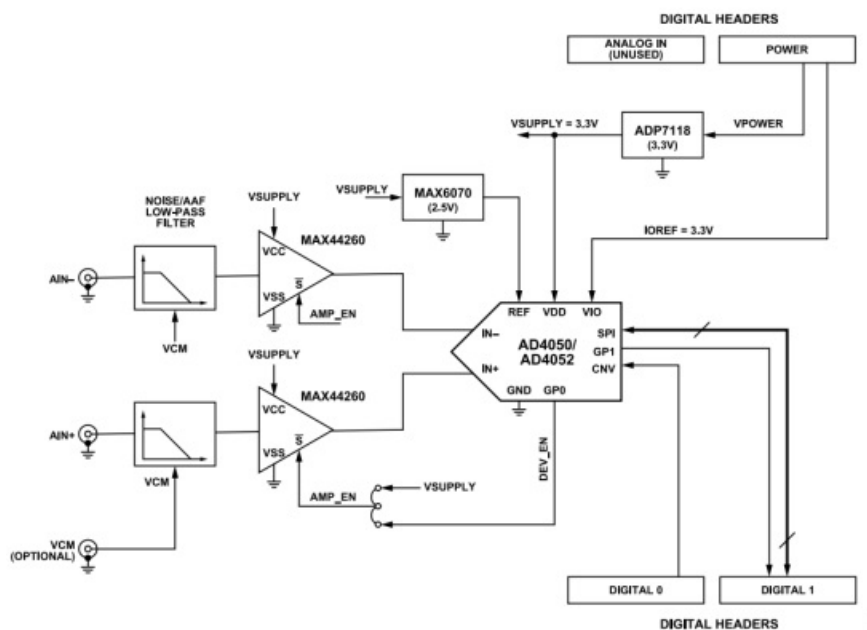 DIGITAL HEADERS
ANALOG IN
(UNUSED)
POWER
VSUPPLY = 3.3V
ADP7118
(3.3V)
VPOWER
VSUPPLY
MAX6070
(2.5V)
NOISE/AAF
LOW-PASS
FILTER
VSUPPLY
MAX44260
IOREF = 3.3V
VCC
AIN–
VSS
S
AMP_EN
VCM
REF
VDD
VIO
IN–
SPI
AD4050/
AD4052
GP1
IN+
CNV
GND
GP0
VSUPPLY
MAX44260
VCC
AIN+
VSS
S
VCM
AMP_EN
VSUPPLY
DEV_EN
VCM
(OPTIONAL)
DIGITAL 0
DIGITAL 1
DIGITAL HEADERS